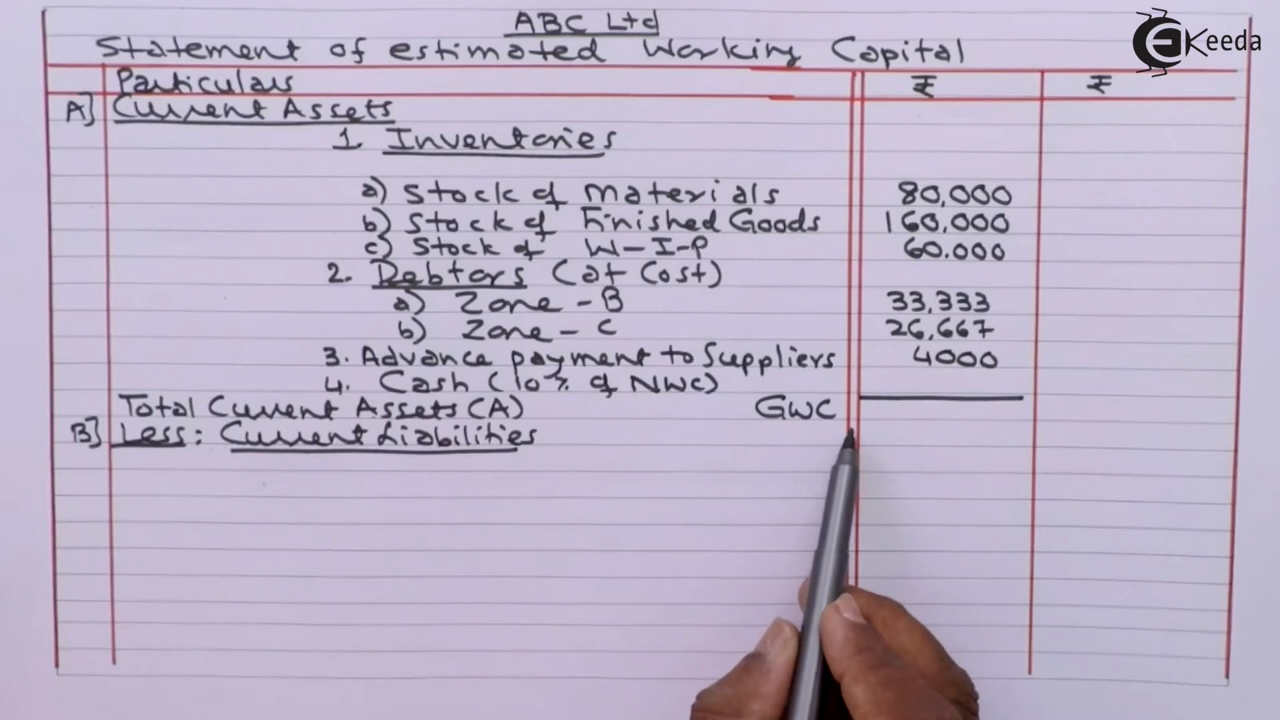 ABC Ltd
Statement of estimated Working Capital
Particulars ₹ ₹
A] Current Assets
1. Inventories
a) Stock of Materials 80,000
b) Stock of Finished Goods 160,000
c) Stock of W-I-P 60.000
2. Debtors (at Cost)
a) Zone - B 33,333
b) Zone - C 26,667
3. Advance payment to Suppliers 4000
4. Cash (10% of NWC)
Total Current Assets (A) GWC
B] Less: Current Liabilities
EKeeda